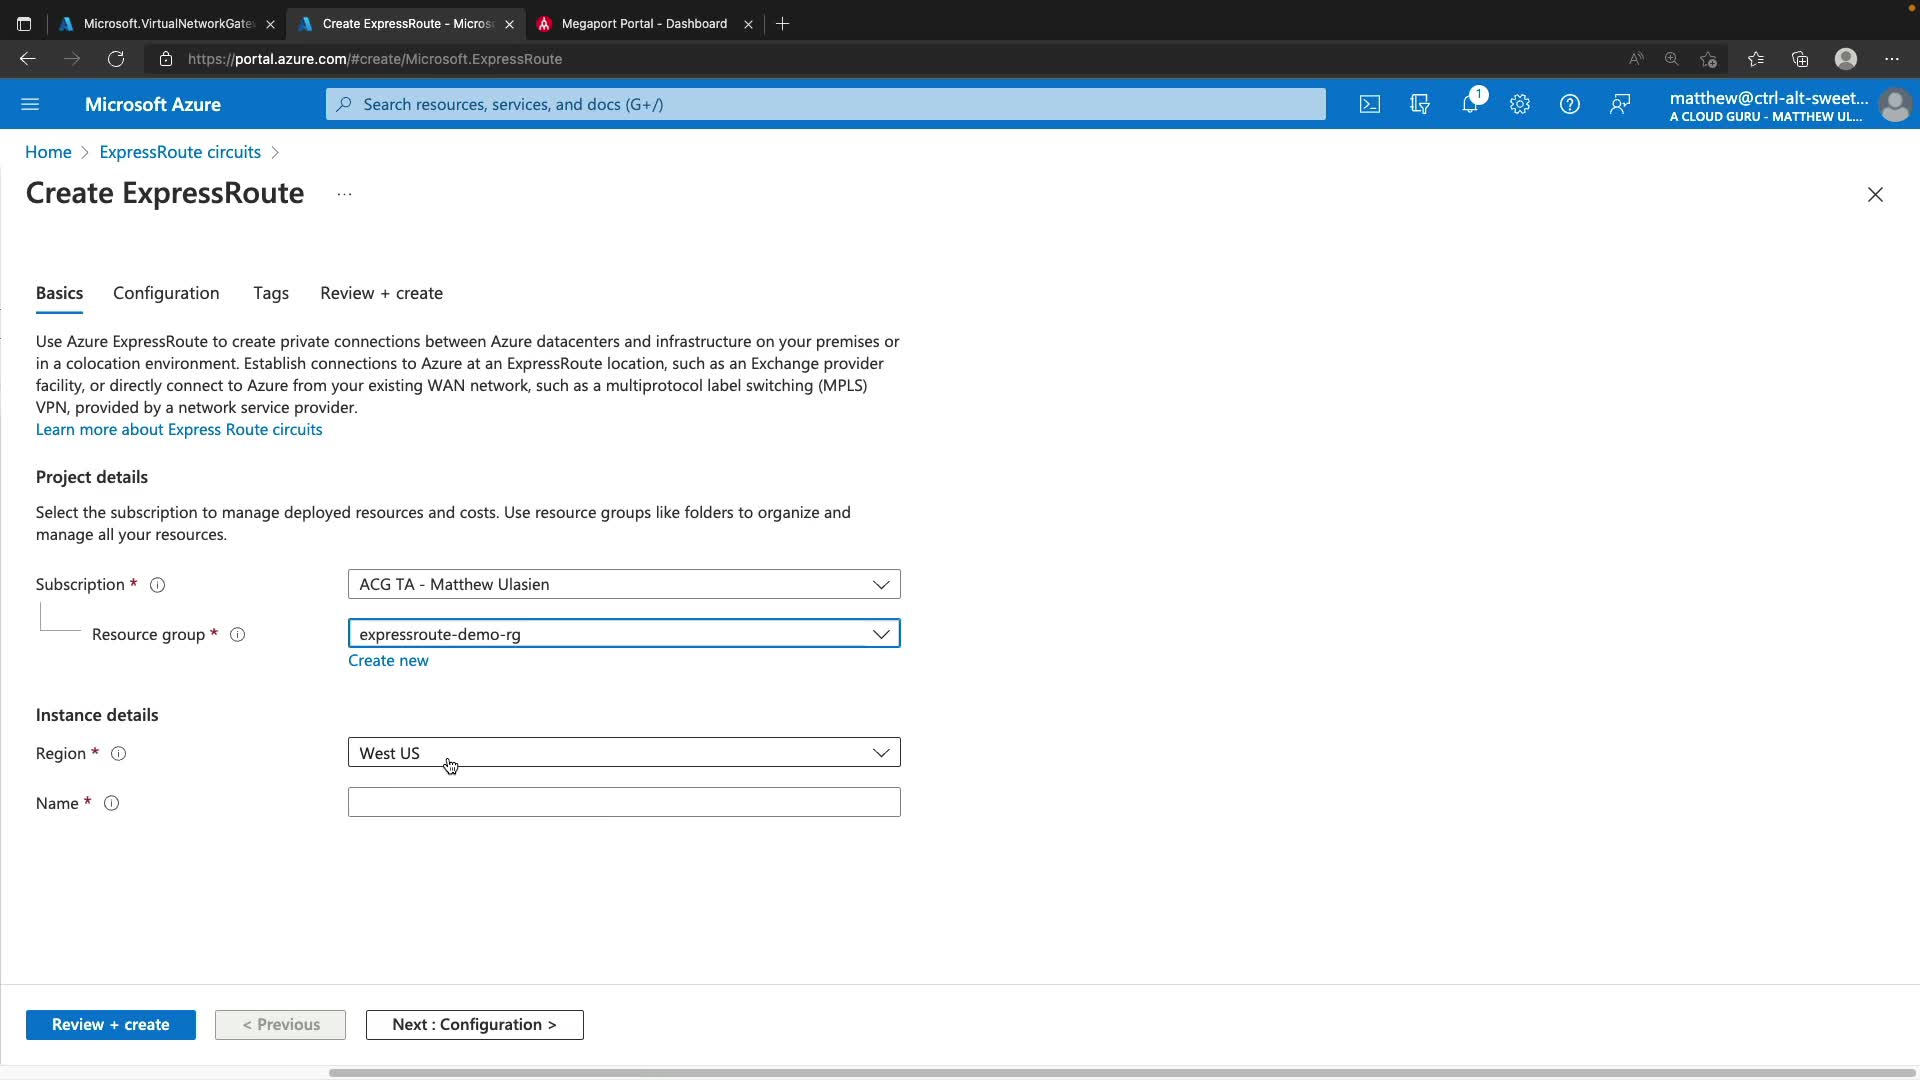 Microsoft.VirtualNetworkGate
Create ExpressRoute - Micros
Megaport Portal - Dashboard
https://portal.azure.com/#create/Microsoft.ExpressRoute
Microsoft Azure
Search resources, services, and docs (G+/)
1
matthew@ctrl-alt-sweet...
A CLOUD GURU - MATTHEW UL...
Home > ExpressRoute circuits >
Create ExpressRoute ...
Basics Configuration Tags Review + create
Use Azure ExpressRoute to create private connections between Azure datacenters and infrastructure on your premises or
in a colocation environment. Establish connections to Azure at an ExpressRoute location, such as an Exchange provider
facility, or directly connect to Azure from your existing WAN network, such as a multiprotocol label switching (MPLS)
VPN, provided by a network service provider.
Learn more about Express Route circuits
Project details
Select the subscription to manage deployed resources and costs. Use resource groups like folders to organize and
manage all your resources.
Subscription * ACG TA - Matthew Ulasien
Resource group * expressroute-demo-rg
Create new
Instance details
Region * West US
Name *
Review + create < Previous Next : Configuration >